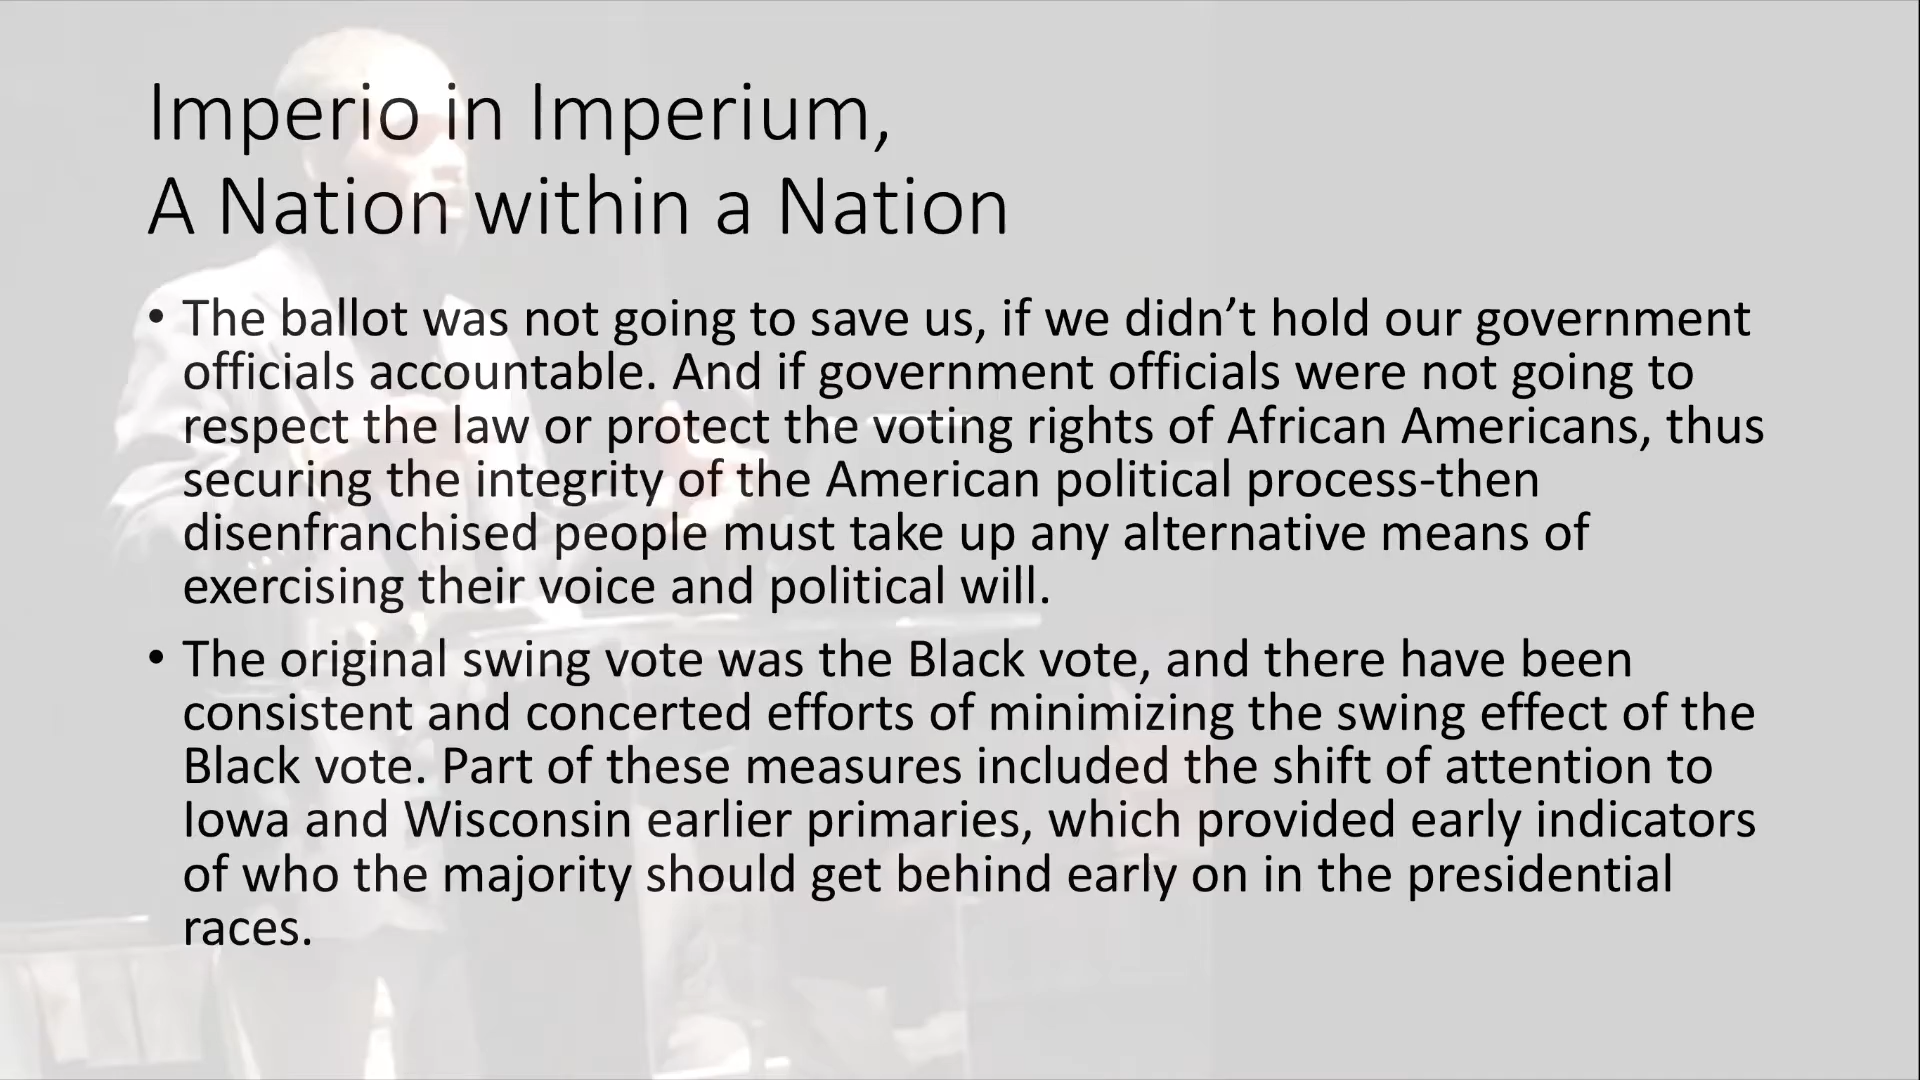 Imperio in Imperium,
A Nation within a Nation
• The ballot was not going to save us, if we didn’t hold our government
officials accountable. And if government officials were not going to
respect the law or protect the voting rights of African Americans, thus
securing the integrity of the American political process-then
disenfranchised people must take up any alternative means of
exercising their voice and political will.
• The original swing vote was the Black vote, and there have been
consistent and concerted efforts of minimizing the swing effect of the
Black vote. Part of these measures included the shift of attention to
Iowa and Wisconsin earlier primaries, which provided early indicators
of who the majority should get behind early on in the presidential
races.